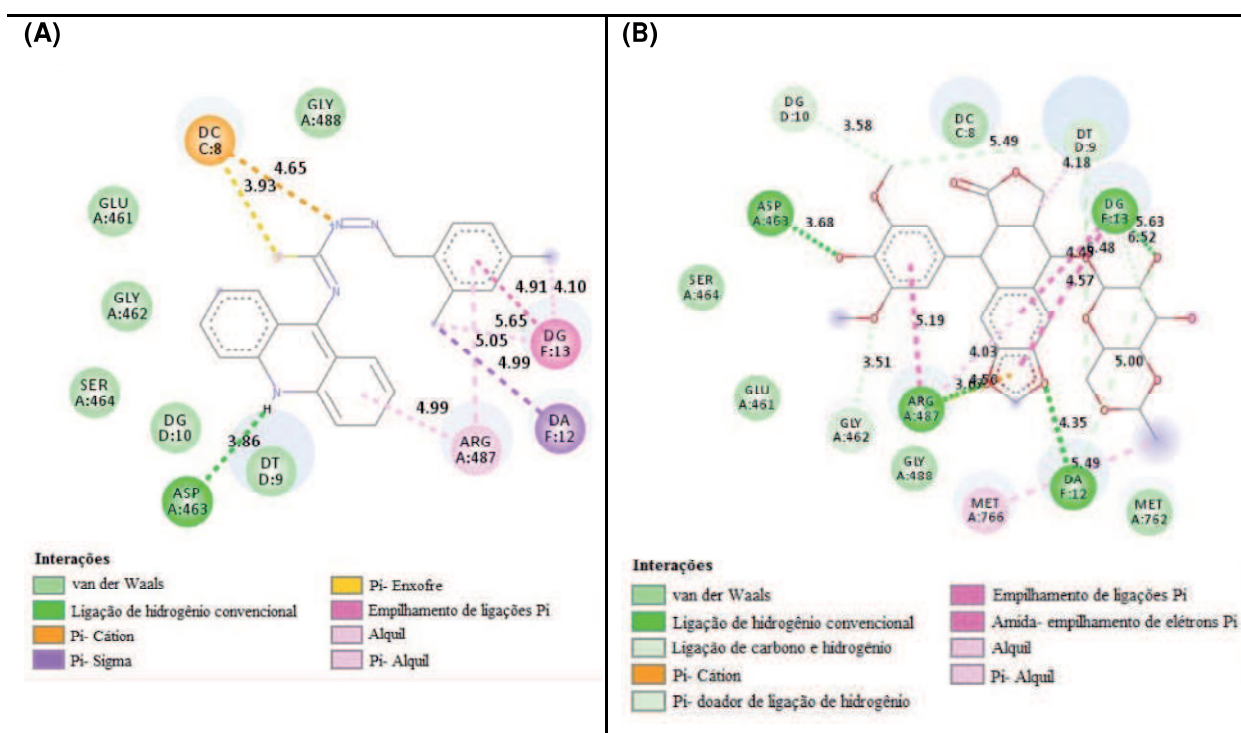 (A)
GLY
A:488
DC
C:8
4.65
3.93
GLU
A:461
N
N
N
4.10
4.91
GLY
A:462
5.65
5.05
DG
F:13
4.99
SER
A:464
N
H
DG
D:10
4.99
DA
F:12
3.86
ARG
A:487
DT
D:9
ASP
A:463
Interações
van der Waals
Ligação de hidrogênio convencional
Pi- Cátion
Pi- Sigma
Pi- Enxofre
Empilhamento de ligações Pi
Alquil
Pi- Alquil
(B)
DG
D:10
3.58
DC
C:8
5.49
DT
D:9
4.18
ASP
A:463
3.68
DG
F:13
5.63
6.52
4.49
4.57
SER
A:464
5.19
3.51
4.03
4.50
5.00
GLU
A:461
ARG
A:487
GLY
A:462
4.35
GLY
A:488
5.49
DA
F:12
MET
A:766
MET
A:762
Interações
van der Waals
Ligação de hidrogênio convencional
Ligação de carbono e hidrogênio
Pi- Cátion
Pi- doador de ligação de hidrogênio
Empilhamento de ligações Pi
Amida- empilhamento de elétrons Pi
Alquil
Pi- Alquil